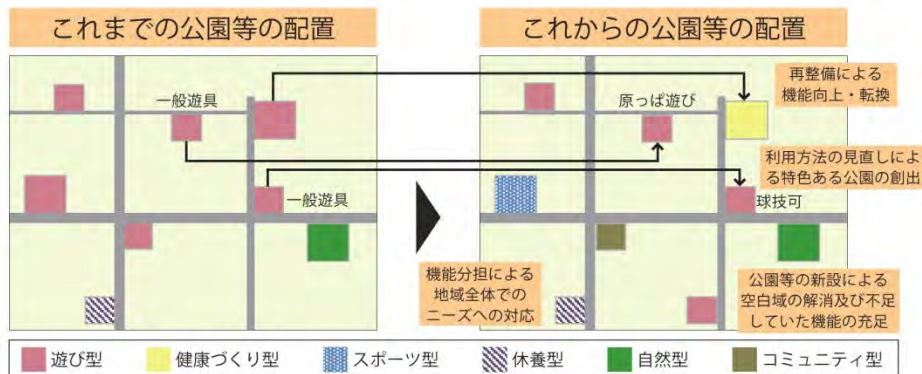 これまでの公園等の配置
これからの公園等の配置
一般遊具
一般遊具
原っぱ遊び
球技可
再整備による
機能向上・転換
利用方法の見直しによ
る特色ある公園の創出
機能分担による
地域全体での
ニーズへの対応
公園等の新設による
空白域の解消及び不足
していた機能の充足
遊び型
健康づくり型
スポーツ型
休養型
自然型
コミュニティ型